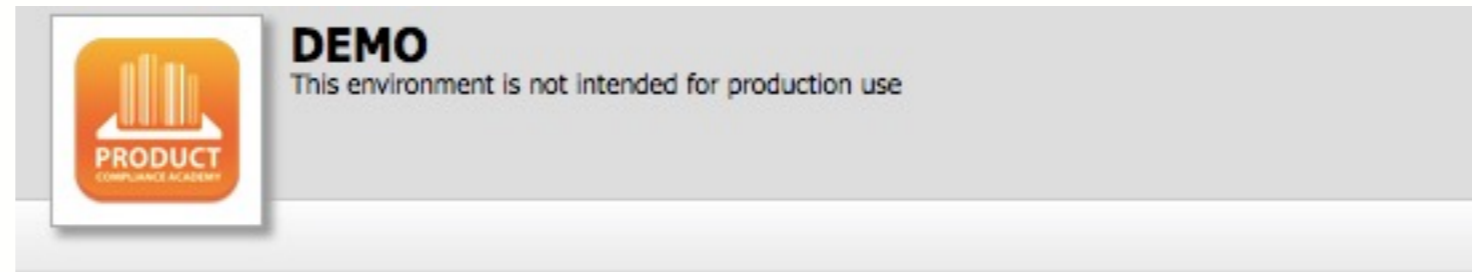 DEMO
This environment is not intended for production use
PRODUCT
COMPLIANCE ACADEMY